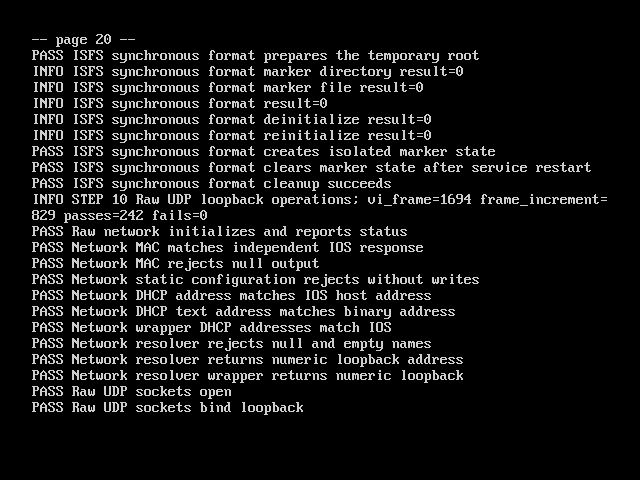 -- page 20 --
PASS ISFS synchronous format prepares the temporary root
INFO ISFS synchronous format marker directory result=0
INFO ISFS synchronous format marker file result=0
INFO ISFS synchronous format result=0
INFO ISFS synchronous format deinitialize result=0
INFO ISFS synchronous format reinitialize result=0
PASS ISFS synchronous format creates isolated marker state
PASS ISFS synchronous format clears marker state after service restart
PASS ISFS synchronous format cleanup succeeds
INFO STEP 10 Raw UDP loopback operations; vi_frame=1694 frame_increment=
829 passes=242 fails=0
PASS Raw network initializes and reports status
PASS Network MAC matches independent IOS response
PASS Network MAC rejects null output
PASS Network static configuration rejects without writes
PASS Network DHCP address matches IOS host address
PASS Network DHCP text address matches binary address
PASS Network wrapper DHCP addresses match IOS
PASS Network resolver rejects null and empty names
PASS Network resolver returns numeric loopback address
PASS Network resolver wrapper returns numeric loopback
PASS Raw UDP sockets open
PASS Raw UDP sockets bind loopback